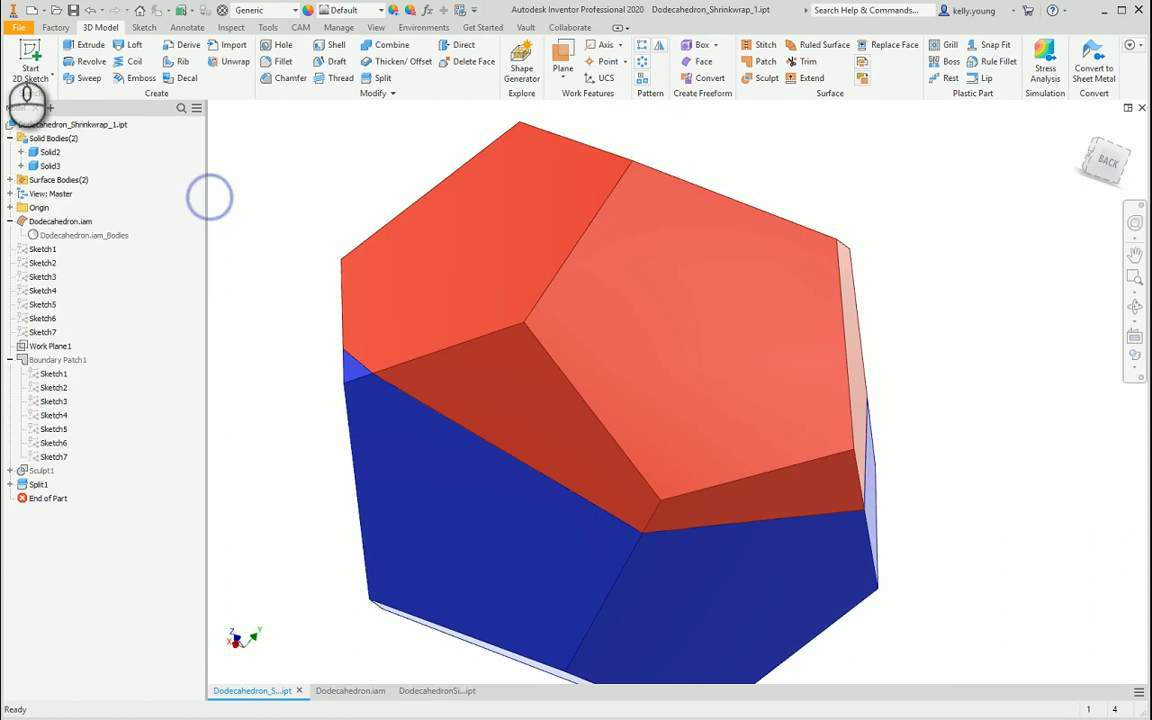 Generic
Default
Autodesk Inventor Professional 2020 Dodecahedron_Shrinkwrap_1.ipt
Search Help & Commands...
kelly.young
File Factory 3D Model Sketch Annotate Inspect Tools CAM Manage View Environments Get Started Vault Collaborate
Start
2D Sketch
Extrude Loft Derive Import
Revolve Coil Rib Unwrap
Sweep Emboss Decal
Create
Hole Shell Combine Direct
Fillet Draft Thicken/ Offset Delete Face
Chamfer Thread Split
Modify
Shape
Generator
Explore
Plane Axis
Point
UCS
Work Features
Pattern
Box
Face
Convert
Create Freeform
Stitch Ruled Surface Replace Face
Patch Trim
Sculpt Extend
Surface
Grill Snap Fit
Boss Rule Fillet
Rest Lip
Plastic Part
Stress
Analysis
Simulation
Convert to
Sheet Metal
Convert
Dodecahedron_Shrinkwrap_1.ipt
Solid Bodies(2)
Solid2
Solid3
Surface Bodies(2)
View: Master
Origin
Dodecahedron.iam
Dodecahedron.iam_Bodies
Sketch1
Sketch2
Sketch3
Sketch4
Sketch5
Sketch6
Sketch7
Work Plane1
Boundary Patch1
Sketch1
Sketch2
Sketch3
Sketch4
Sketch5
Sketch6
Sketch7
Sculpt1
Split1
End of Part
BACK
Z
X
Y
Dodecahedron_S...ipt Dodecahedron.iam DodecahedronSi...ipt
Ready
1 4